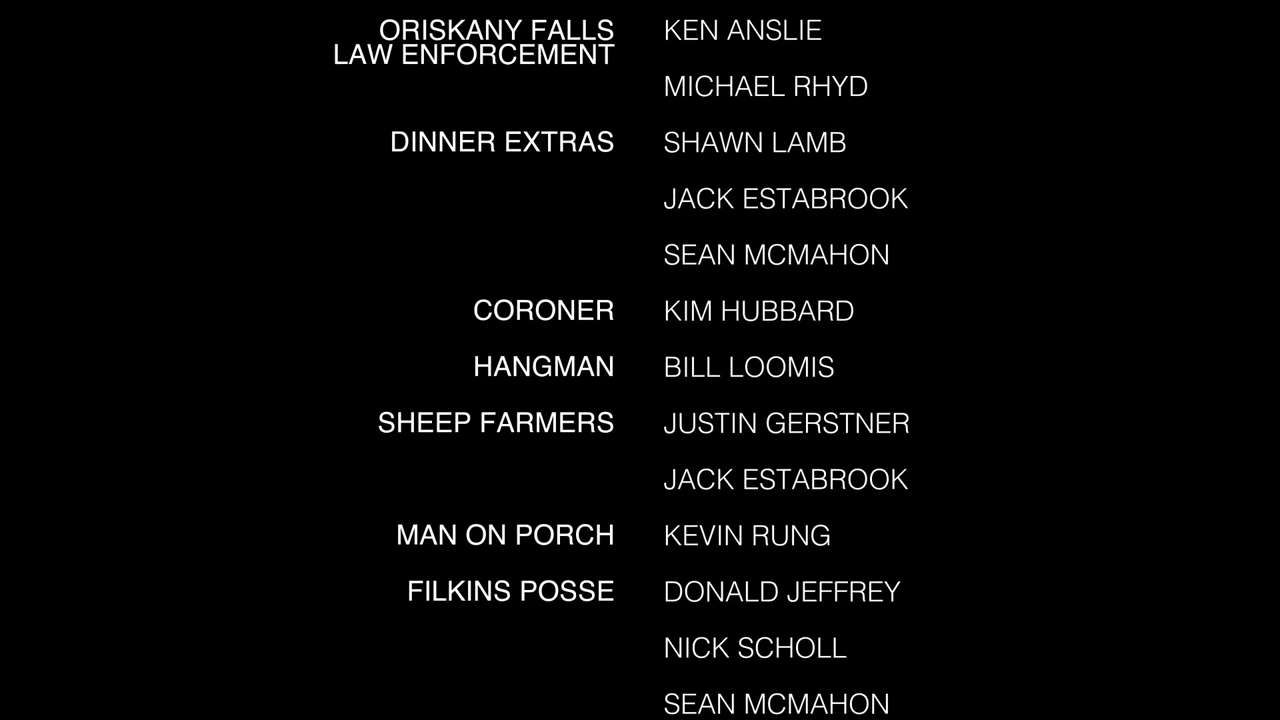 ORISKANY FALLS KEN ANSLIE
LAW ENFORCEMENT
MICHAEL RHYD
DINNER EXTRAS SHAWN LAMB
JACK ESTABROOK
SEAN MCMAHON
CORONER KIM HUBBARD
HANGMAN BILL LOOMIS
SHEEP FARMERS JUSTIN GERSTNER
JACK ESTABROOK
MAN ON PORCH KEVIN RUNG
FILKINS POSSE DONALD JEFFREY
NICK SCHOLL
SEAN MCMAHON